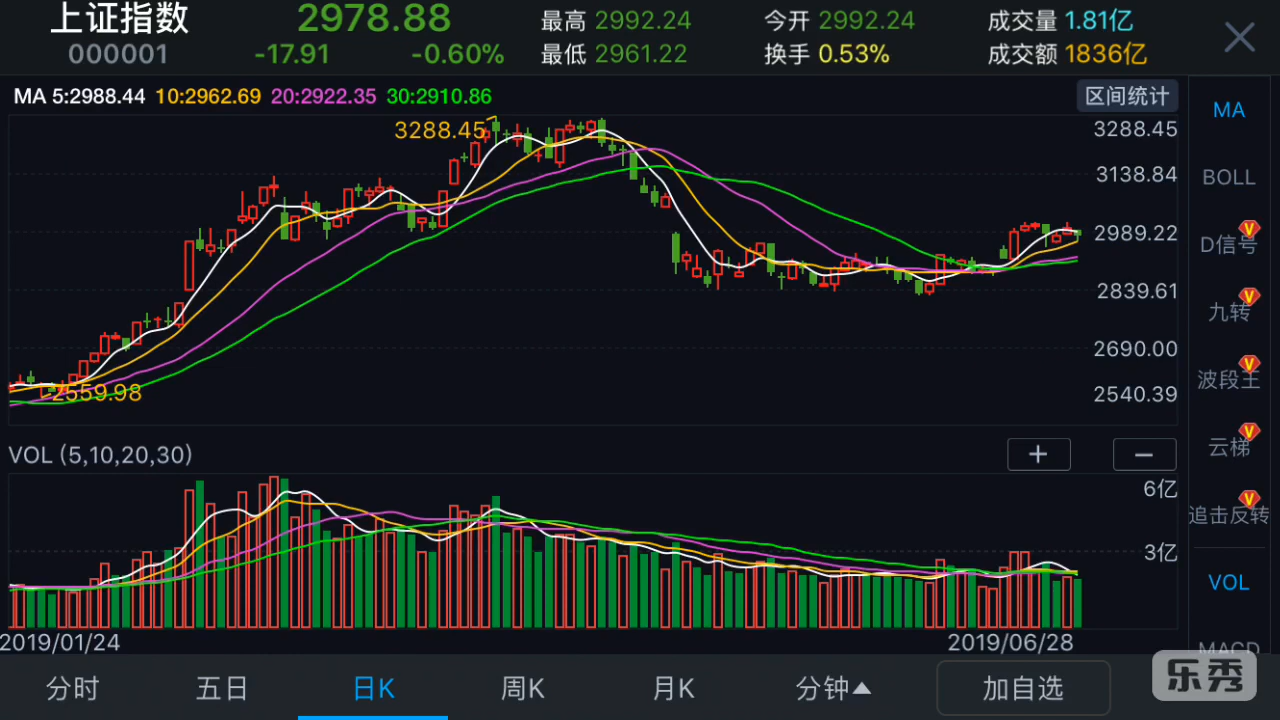 上证指数 2978.88 最高 2992.24 今开 2992.24 成交量 1.81亿
000001 -17.91 -0.60% 最低 2961.22 换手 0.53% 成交额 1836亿
MA 5:2988.44 10:2962.69 20:2922.35 30:2910.86 区间统计
MA
3288.45 3288.45
3138.84
BOLL
2989.22
D信号
V
2839.61
九转
V
2690.00
波段王
V
2559.98 2540.39
云梯
V
VOL (5,10,20,30) + −
6亿
追击反转
V
3亿
VOL
2019/01/24 2019/06/28
MACD
分时 五日 日K 周K 月K 分钟 加自选
乐秀